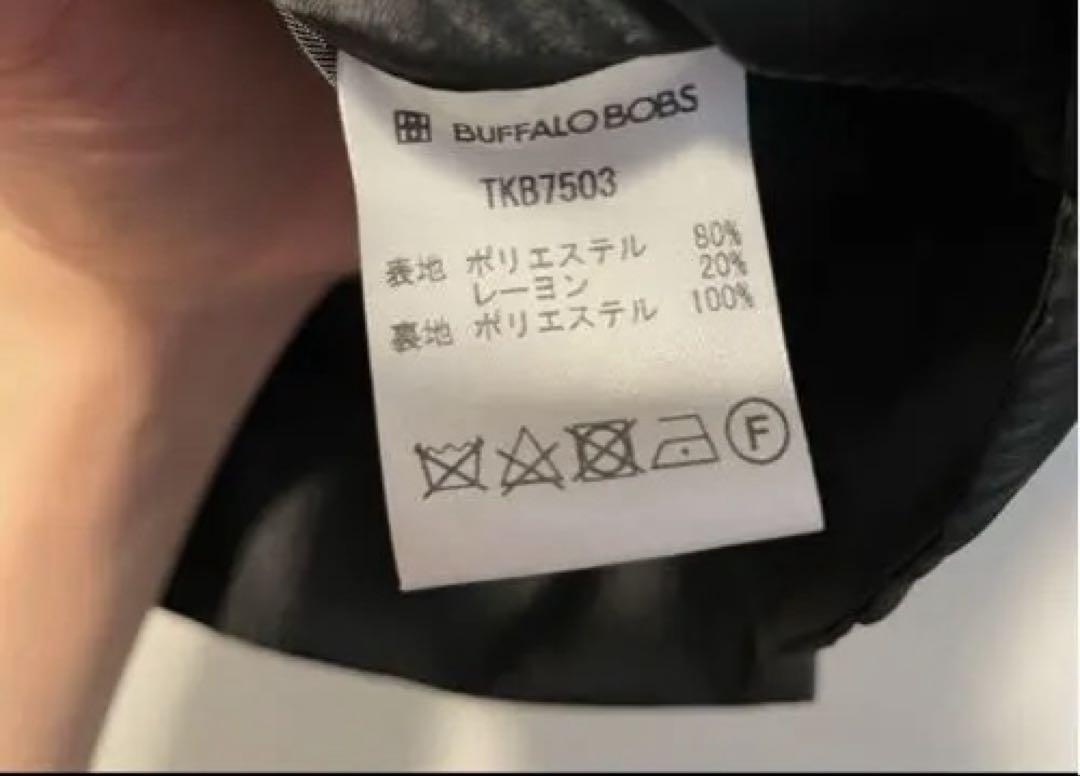 BUFFALO BOBS
TKB7503
表地 ポリエステル 80%
レーヨン 20%
裏地 ポリエステル 100%
F